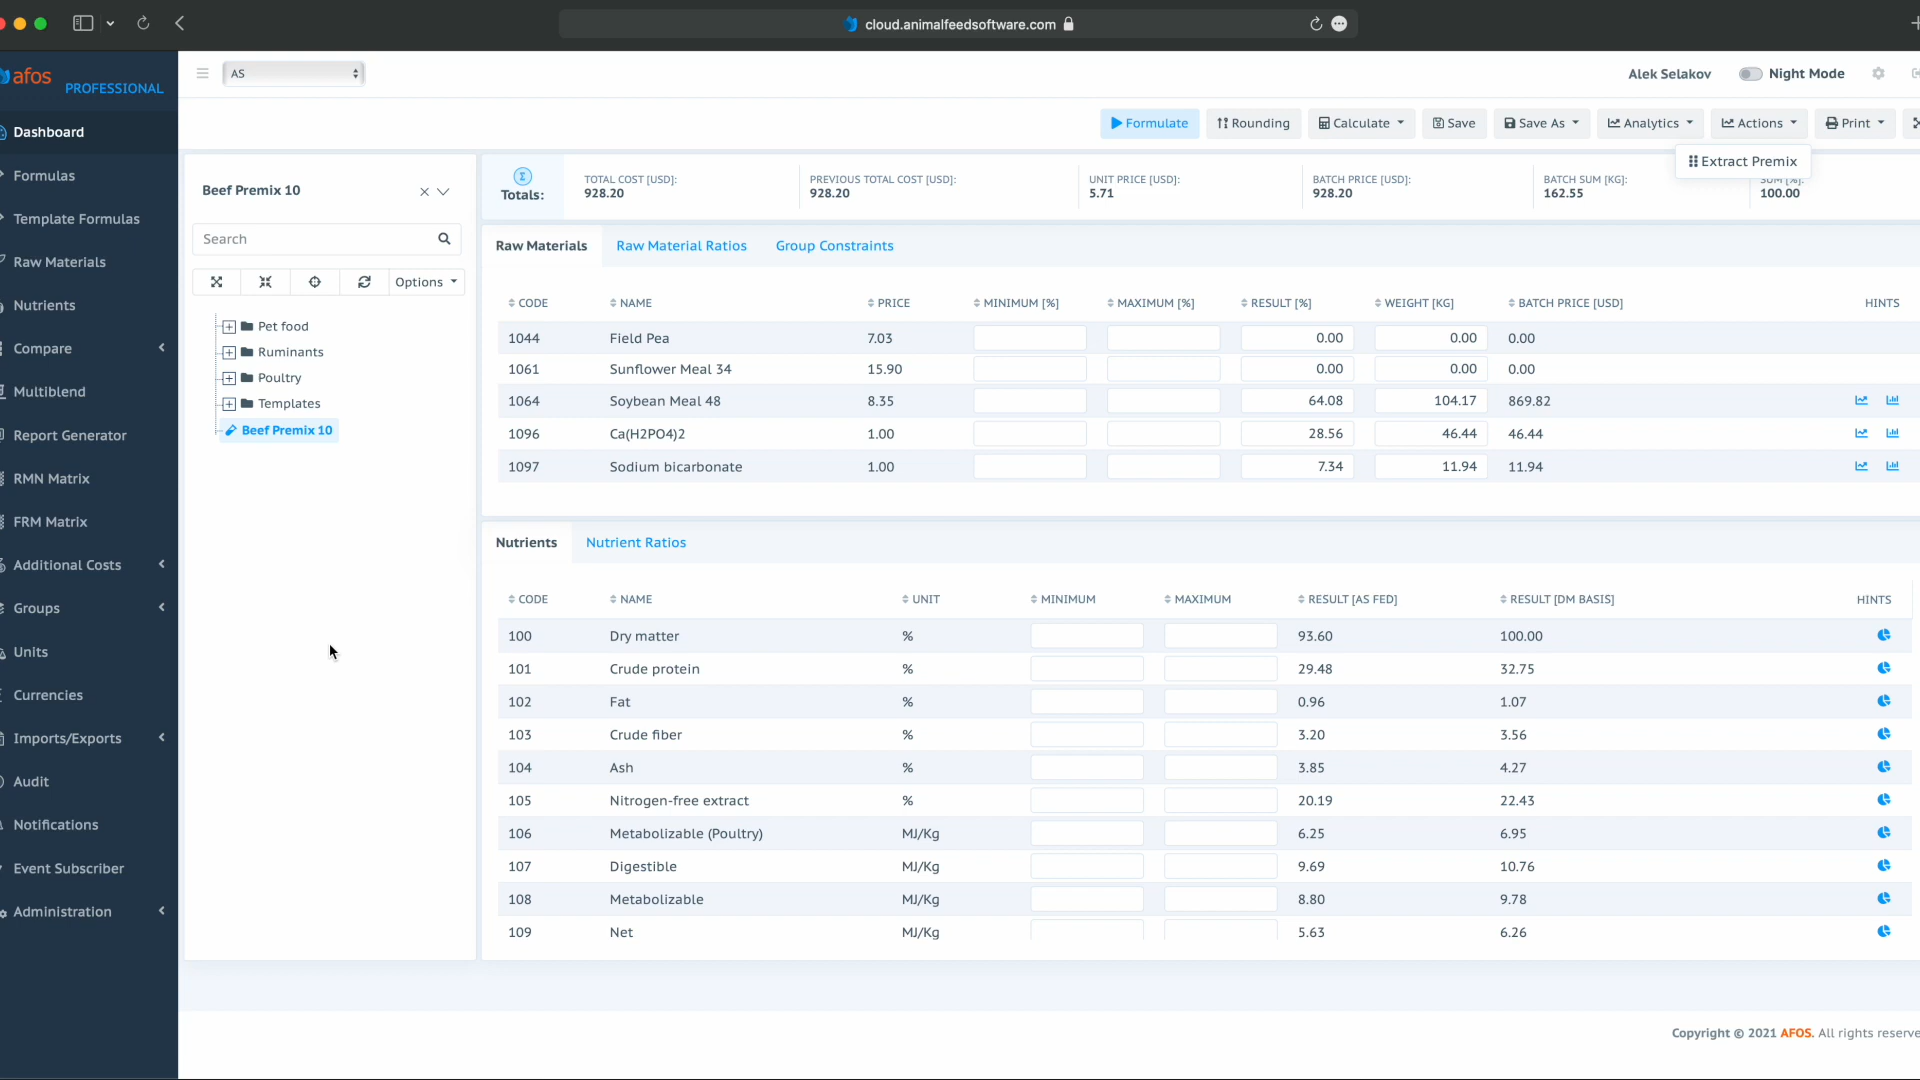 cloud.animalfeedsoftware.com
afos PROFESSIONAL
AS
Alek Selakov
Night Mode
Dashboard
Formulas
Template Formulas
Raw Materials
Nutrients
Compare
Multiblend
Report Generator
RMN Matrix
FRM Matrix
Additional Costs
Groups
Units
Currencies
Imports/Exports
Audit
Notifications
Event Subscriber
Administration
Formulate Rounding Calculate Save Save As Analytics Actions Print
Extract Premix
Beef Premix 10
Search
Options
Pet food
Ruminants
Poultry
Templates
Beef Premix 10
Totals:
TOTAL COST [USD]:
928.20
PREVIOUS TOTAL COST [USD]:
928.20
UNIT PRICE [USD]:
5.71
BATCH PRICE [USD]:
928.20
BATCH SUM [KG]:
162.55
SUM [%]:
100.00
Raw Materials Raw Material Ratios Group Constraints
CODE NAME PRICE MINIMUM [%] MAXIMUM [%] RESULT [%] WEIGHT [KG] BATCH PRICE [USD] HINTS
1044 Field Pea 7.03 0.00 0.00 0.00
1061 Sunflower Meal 34 15.90 0.00 0.00 0.00
1064 Soybean Meal 48 8.35 64.08 104.17 869.82
1096 Ca(H2PO4)2 1.00 28.56 46.44 46.44
1097 Sodium bicarbonate 1.00 7.34 11.94 11.94
Nutrients Nutrient Ratios
CODE NAME UNIT MINIMUM MAXIMUM RESULT [AS FED] RESULT [DM BASIS] HINTS
100 Dry matter % 93.60 100.00
101 Crude protein % 29.48 32.75
102 Fat % 0.96 1.07
103 Crude fiber % 3.20 3.56
104 Ash % 3.85 4.27
105 Nitrogen-free extract % 20.19 22.43
106 Metabolizable (Poultry) MJ/Kg 6.25 6.95
107 Digestible MJ/Kg 9.69 10.76
108 Metabolizable MJ/Kg 8.80 9.78
109 Net MJ/Kg 5.63 6.26
Copyright © 2021 AFOS. All rights reserve